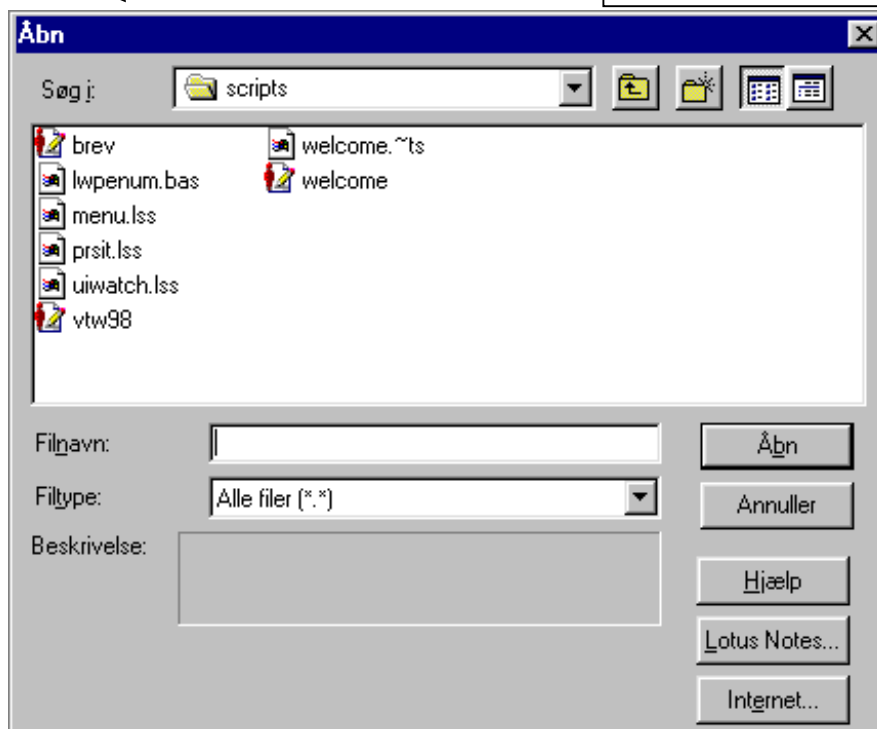 Åbn
Søg i:
scripts
brev
lwpenum.bas
menu.lss
prsit.lss
uiwatch.lss
vtw98
welcome.~ts
welcome
Filnavn:
Åbn
Filtype:
Alle filer (*.*)
Annuller
Beskrivelse:
Hjælp
Lotus Notes...
Internet...